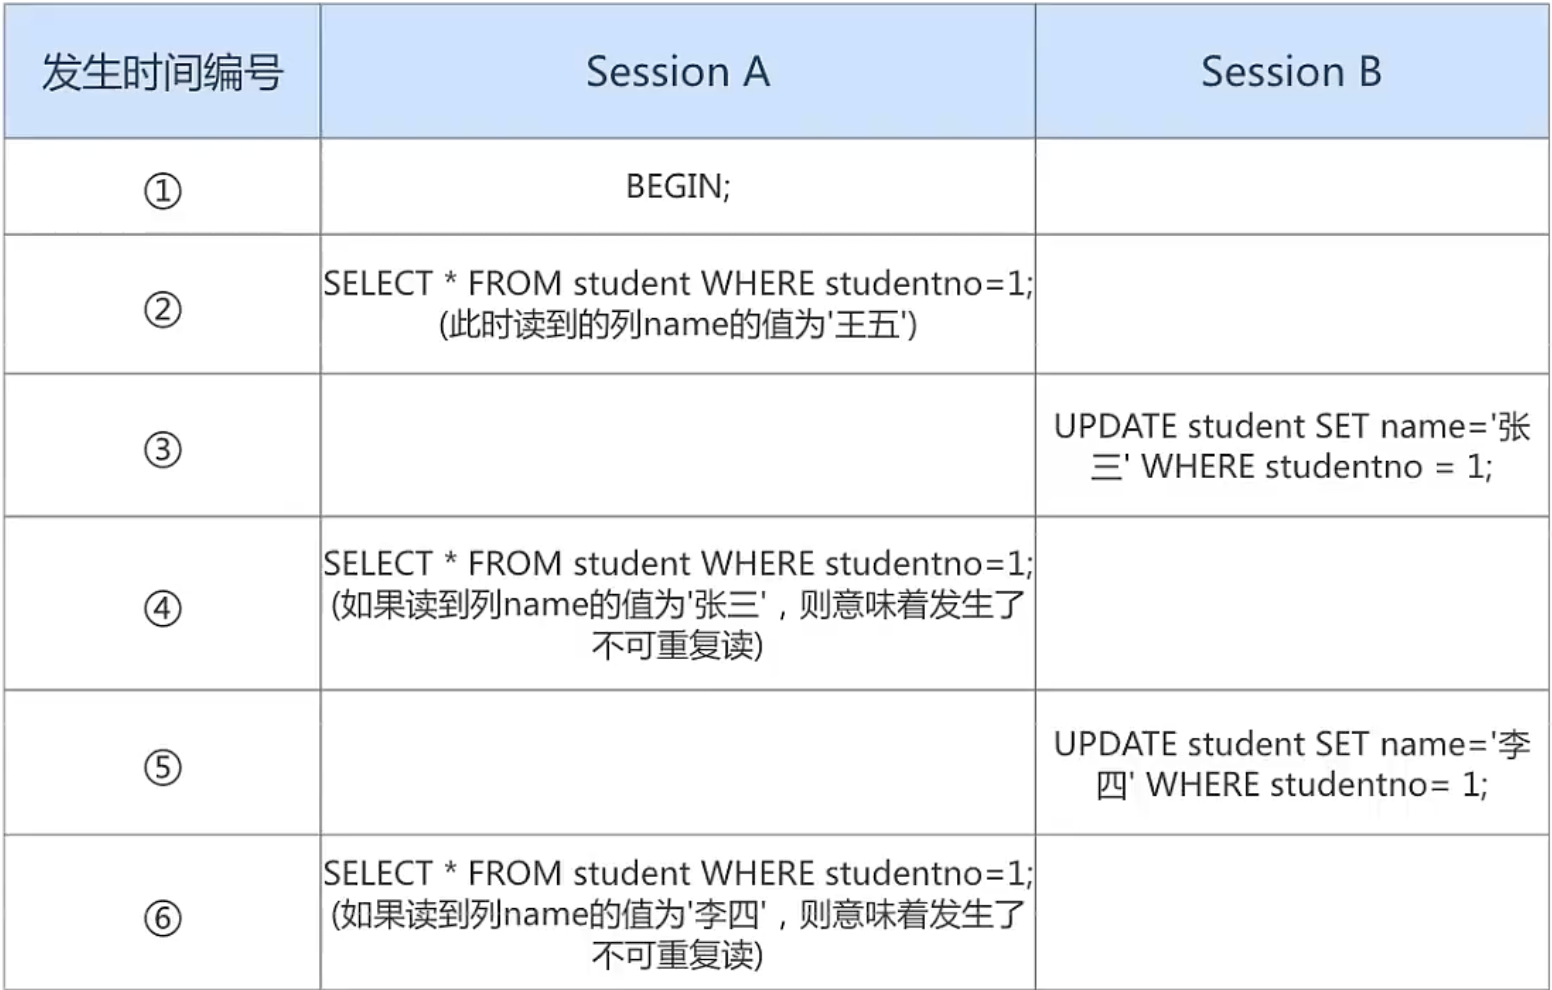 发生时间编号
Session A
Session B
①
BEGIN;
②
SELECT * FROM student WHERE studentno=1;
(此时读到的列name的值为'王五')
③
UPDATE student SET name='张
三' WHERE studentno = 1;
④
SELECT * FROM student WHERE studentno=1;
(如果读到列name的值为'张三'，则意味着发生了
不可重复读)
⑤
UPDATE student SET name='李
四' WHERE studentno= 1;
⑥
SELECT * FROM student WHERE studentno=1;
(如果读到列name的值为'李四'，则意味着发生了
不可重复读)